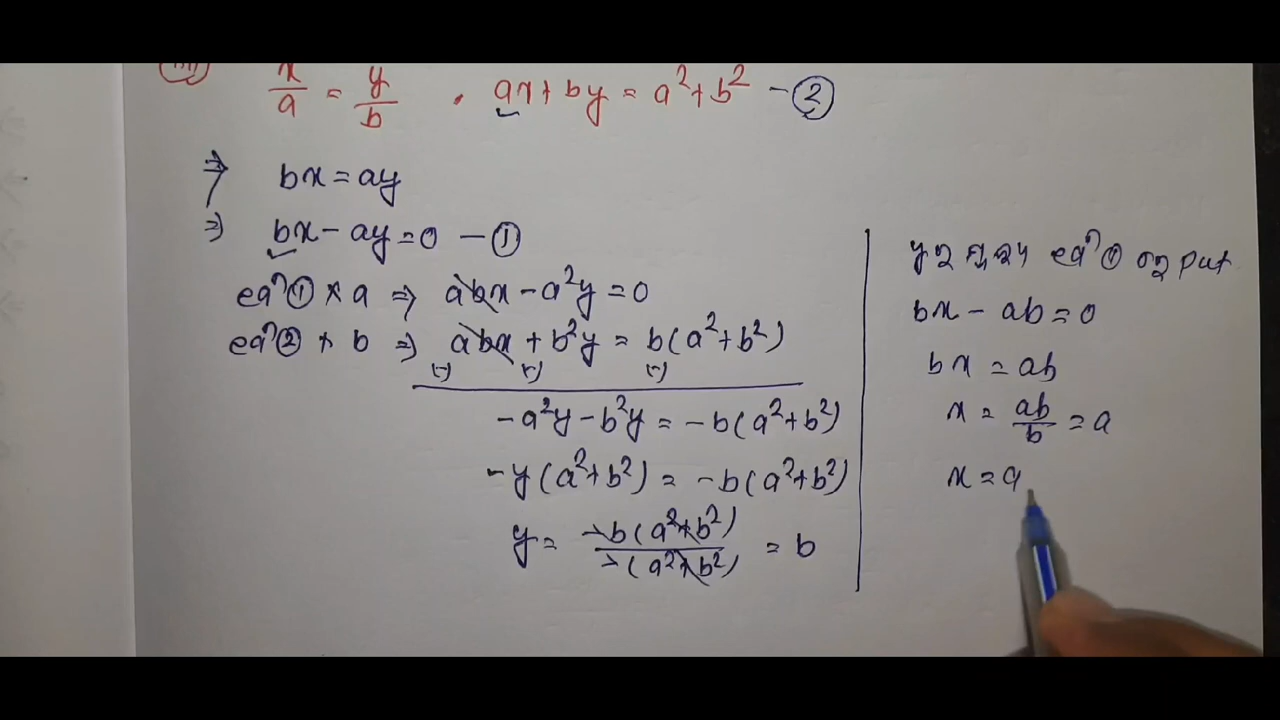 x/a = y/b , ax + by = a² + b² - ②
⇒ bx = ay
⇒ bx - ay = 0 - ①
eqⁿ ① × a ⇒ abx - a²y = 0
eqⁿ ② × b ⇒ abx + b²y = b(a² + b²)
(-) (-) (-)
-a²y - b²y = -b(a² + b²)
-y(a² + b²) = -b(a² + b²)
y = -b(a² + b²)/-(a² + b²) = b
eqⁿ ① put
bx - ab = 0
bx = ab
x = ab/b = a
x = a